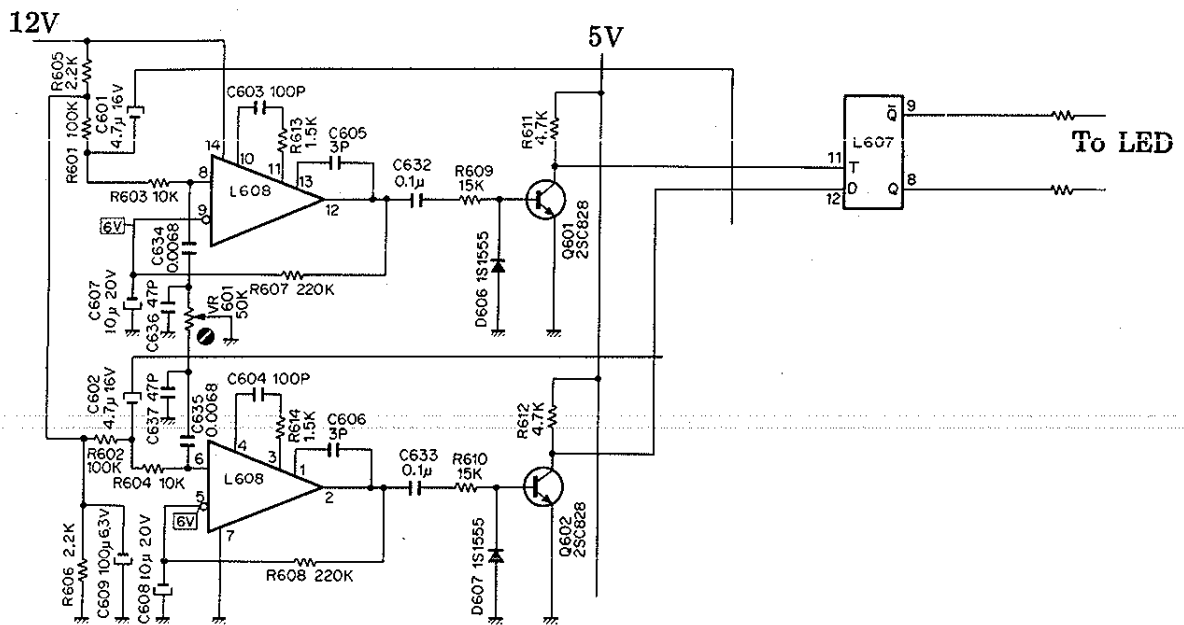 12V
5V
R605
2.2K
C601
4.7μ 16V
R601 100K
C603 100P
R613
1.5K
C605
3P
14
10
11
13
8
L608
12
9
6V
R603 10K
C634
0.0068
C632
0.1μ
R609
15K
R611
4.7K
Q601
2SC828
D606 1S1555
R607 220K
C607
10μ 20V
C636 47P
VR
601
50K
11
T
D
12
L607
Q̄
9
Q
8
To LED
C602
4.7μ 16V
C637 47P
C635
0.0068
C604 100P
R614
1.5K
C606
3P
R602
100K
R604 10K
4
3
1
6
L608
2
5
6V
7
C633
0.1μ
R610
15K
R612
4.7K
Q602
2SC828
D607 1S1555
R608 220K
R606 2.2K
C609 100μ 6.3V
C608 10μ 20V